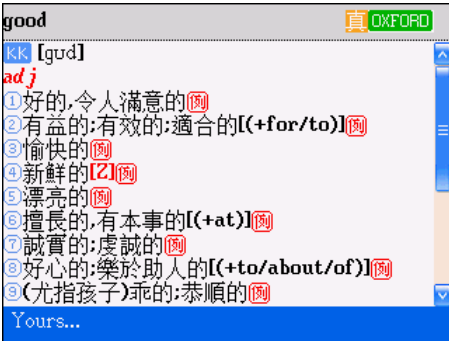 good 真 OXFORD
KK [gʊd]
adj
①好的,令人滿意的例
②有益的;有效的;適合的[(+for/to)]例
③愉快的例
④新鮮的[Z]例
⑤漂亮的例
⑥擅長的,有本事的[(+at)]例
⑦誠實的;虔誠的例
⑧好心的;樂於助人的[(+to/about/of)]例
⑨(尤指孩子)乖的;恭順的例
Yours...